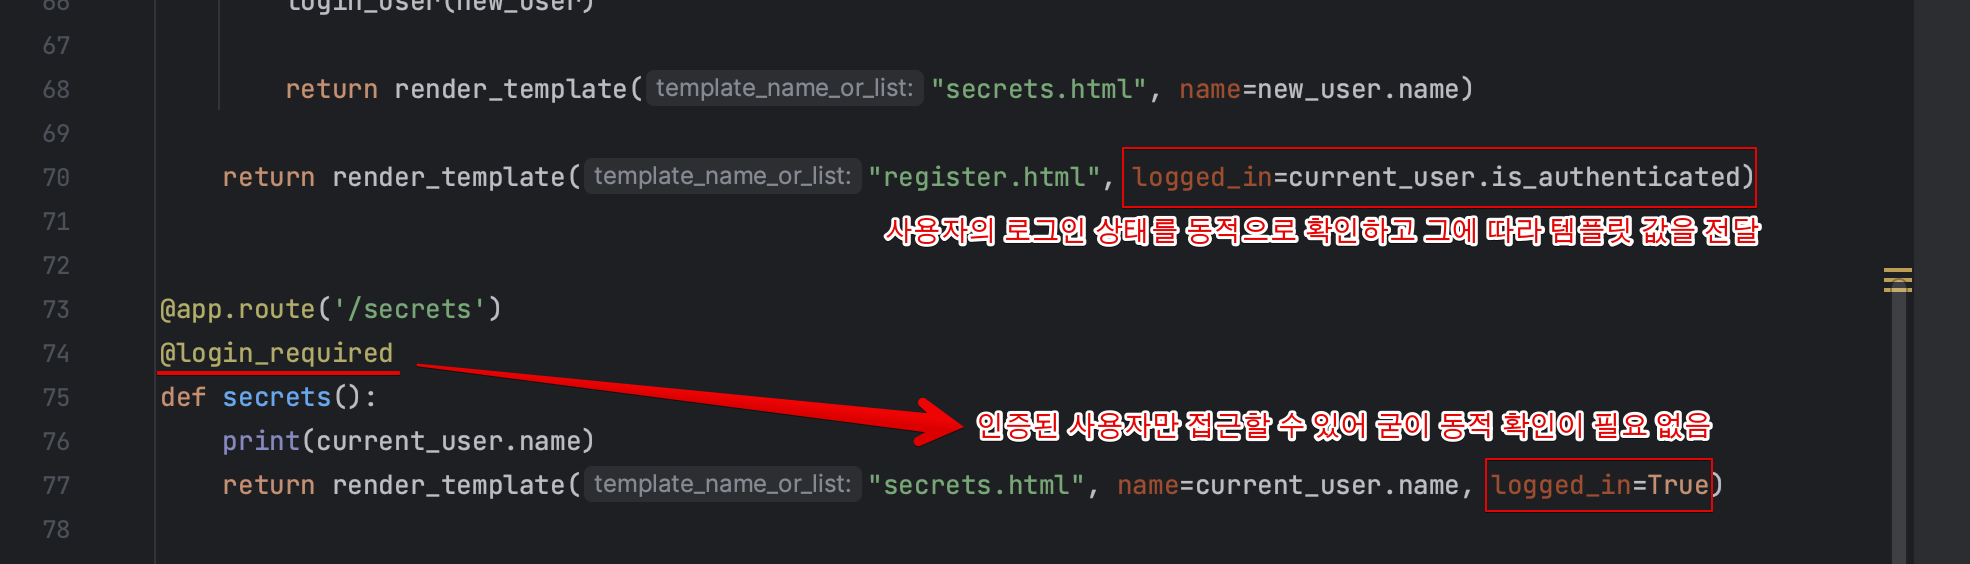 66 login_user(new_user)
67
68 return render_template( template_name_or_list: "secrets.html", name=new_user.name)
69
70 return render_template( template_name_or_list: "register.html", logged_in=current_user.is_authenticated)
71 사용자의 로그인 상태를 동적으로 확인하고 그에 따라 템플릿 값을 전달
72
73 @app.route('/secrets')
74 @login_required
75 def secrets():
인증된 사용자만 접근할 수 있어 굳이 동적 확인이 필요 없음
76 print(current_user.name)
77 return render_template( template_name_or_list: "secrets.html", name=current_user.name, logged_in=True)
78